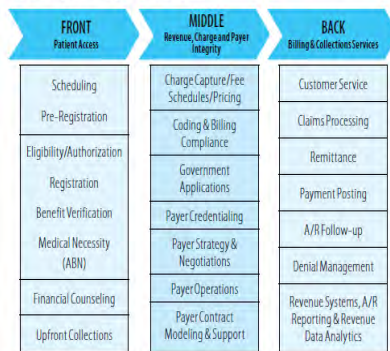 FRONT
Patient Access
Scheduling
Pre-Registration
Eligibility/Authorization
Registration
Benefit Verification
Medical Necessity
(ABN)
Financial Counseling
Upfront Collections
MIDDLE
Revenue, Charge and Payer
Integrity
Charge Capture/Fee
Schedules/Pricing
Coding & Billing
Compliance
Government
Applications
Payer Credentialing
Payer Strategy &
Negotiations
Payer Operations
Payer Contract
Modeling & Support
BACK
Billing & Collections Services
Customer Service
Claims Processing
Remittance
Payment Posting
A/R Follow-up
Denial Management
Revenue Systems, A/R
Reporting & Revenue
Data Analytics